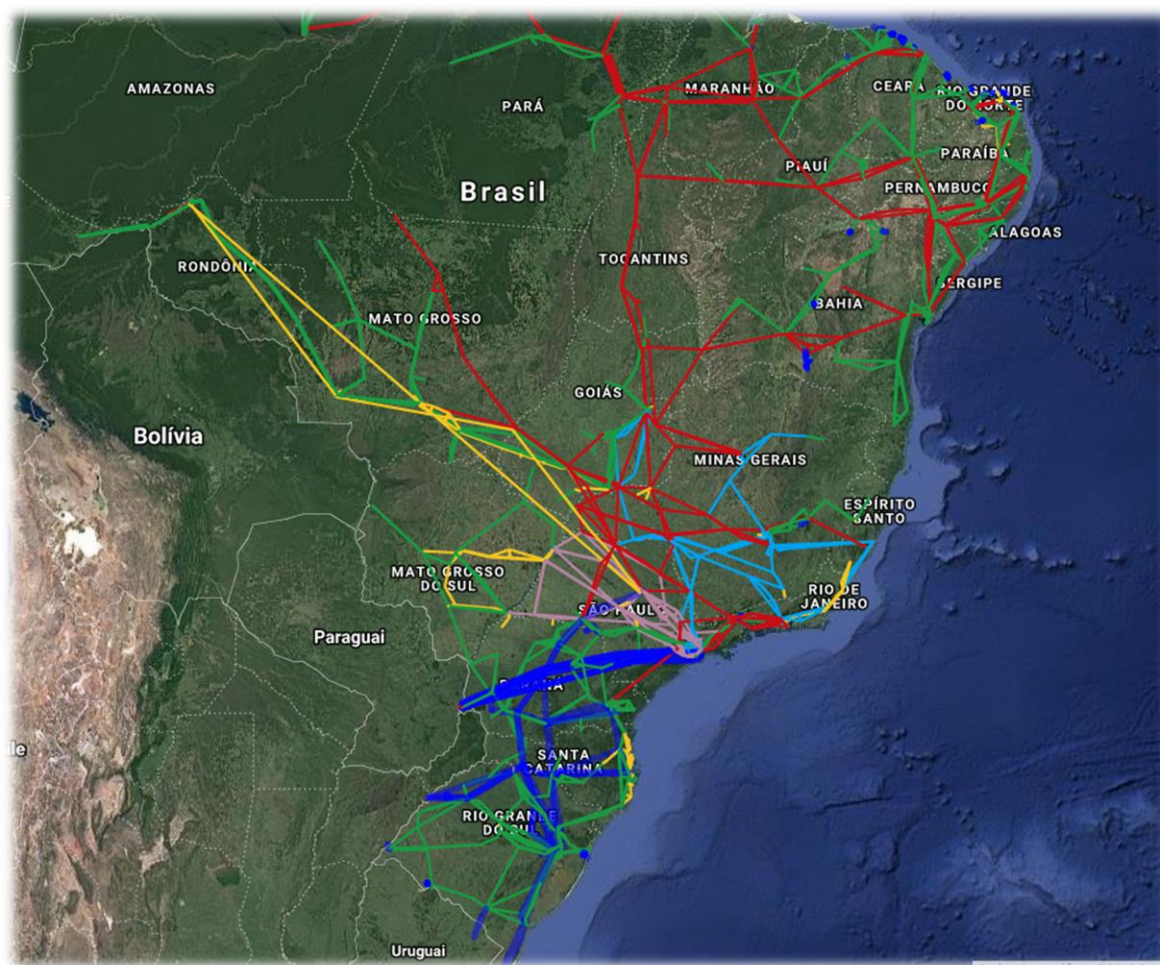 AMAZONAS
PARÁ
MARANHÃO
CEARÁ
RIO GRANDE
DO NORTE
Brasil
PIAUÍ
PARAÍBA
PERNAMBUCO
ALAGOAS
TOCANTINS
RONDÔNIA
SERGIPE
MATO GROSSO
BAHIA
GOIÁS
Bolívia
MINAS GERAIS
ESPÍRITO
SANTO
MATO GROSSO
DO SUL
RIO DE
JANEIRO
SÃO PAULO
Paraguai
PARANÁ
ile
SANTA
CATARINA
RIO GRANDE
DO SUL
Uruguai